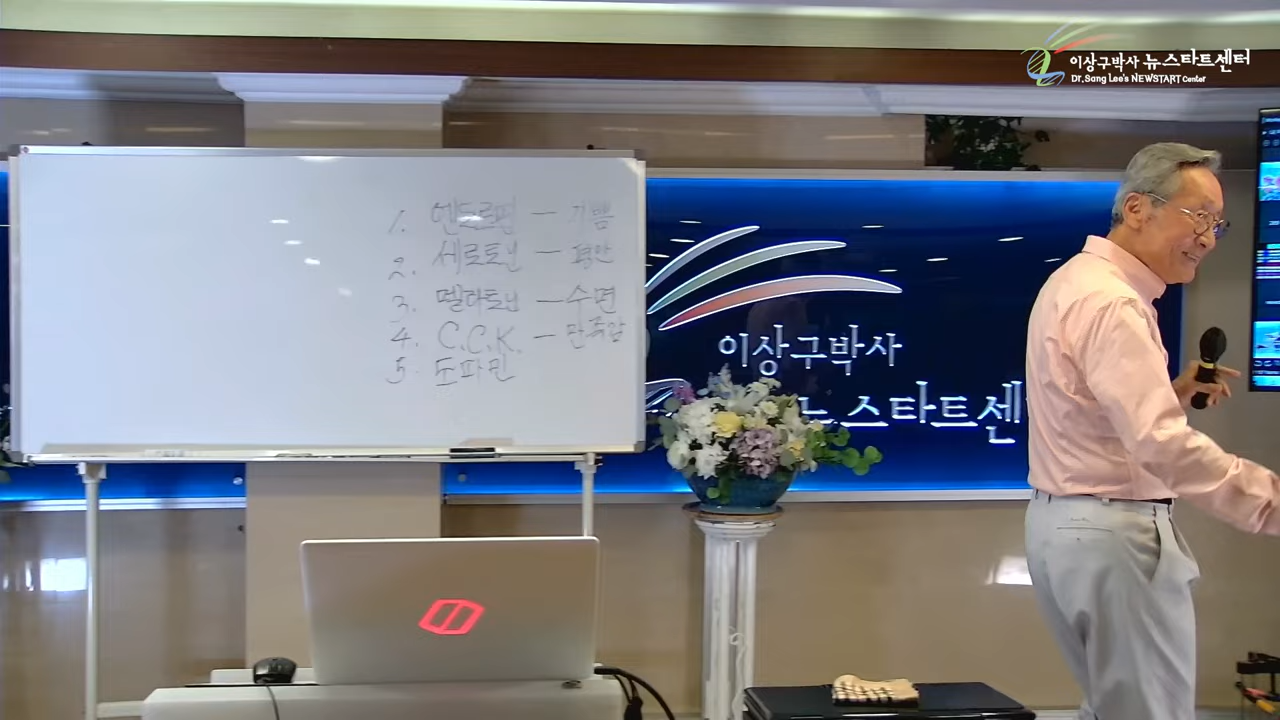 이상구박사 뉴스타트센터
Dr. Sang Lee's NEWSTART Center
1. 엔돌르핀 — 기쁨
2. 세로토닌 — 평안
3. 멜라토닌 — 수면
4. C.C.K. — 만족감
5. 도파민
이상구박사
뉴스타트센